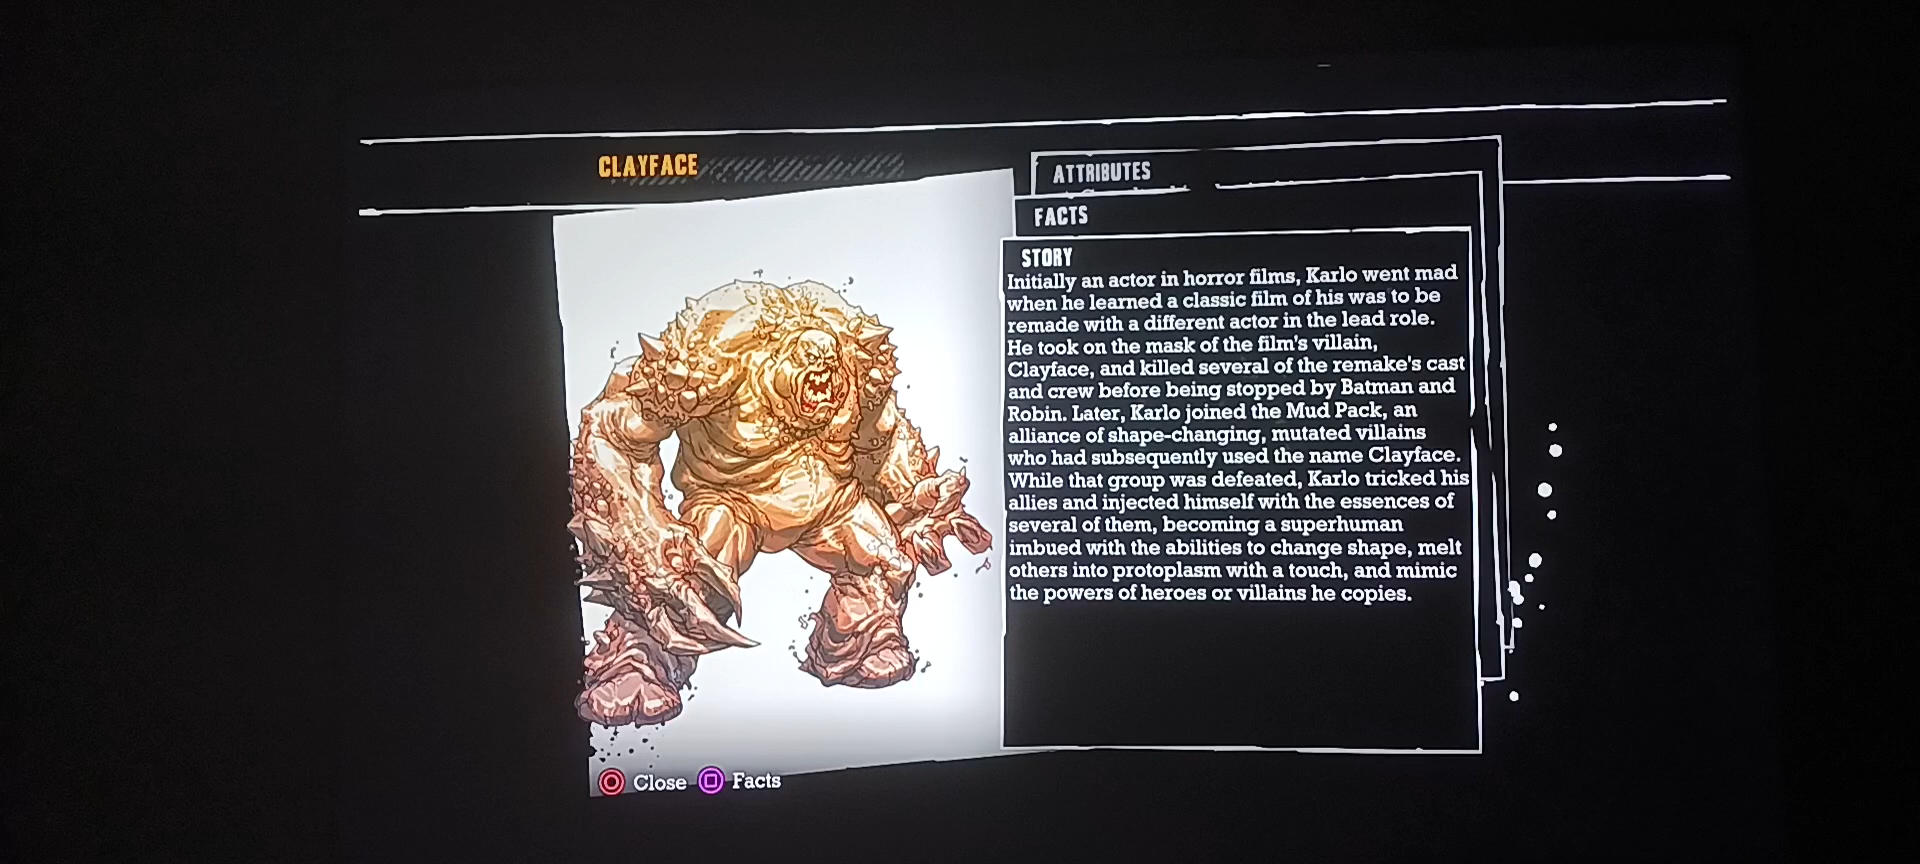 CLAYFACE
ATTRIBUTES
FACTS
STORY
Initially an actor in horror films, Karlo went mad
when he learned a classic film of his was to be
remade with a different actor in the lead role.
He took on the mask of the film's villain,
Clayface, and killed several of the remake's cast
and crew before being stopped by Batman and
Robin. Later, Karlo joined the Mud Pack, an
alliance of shape-changing, mutated villains
who had subsequently used the name Clayface.
While that group was defeated, Karlo tricked his
allies and injected himself with the essences of
several of them, becoming a superhuman
imbued with the abilities to change shape, melt
others into protoplasm with a touch, and mimic
the powers of heroes or villains he copies.
Close Facts